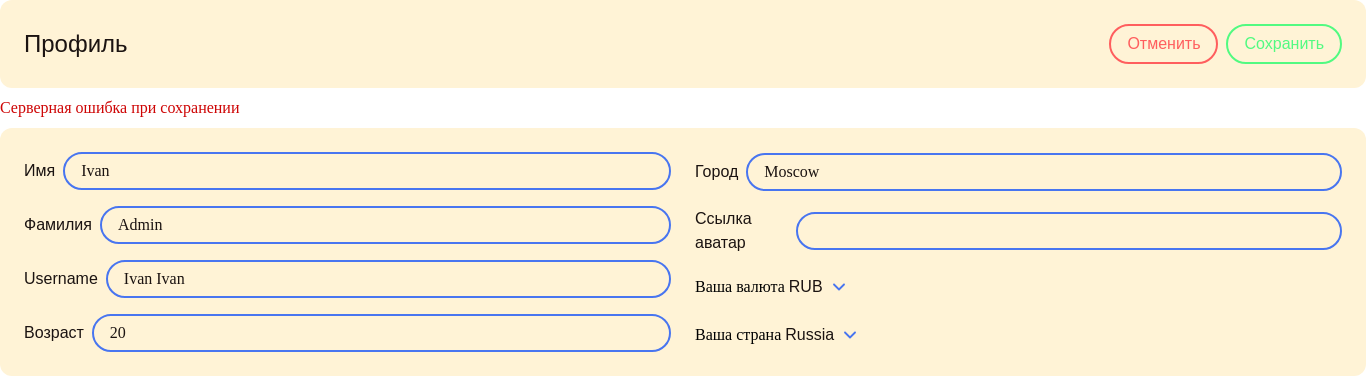 Профиль
Отменить
Сохранить
Серверная ошибка при сохранении
Имя
Ivan
Фамилия
Admin
Username
Ivan Ivan
Возраст
20
Город
Moscow
Ссылка
аватар
Ваша валюта RUB
Ваша страна Russia